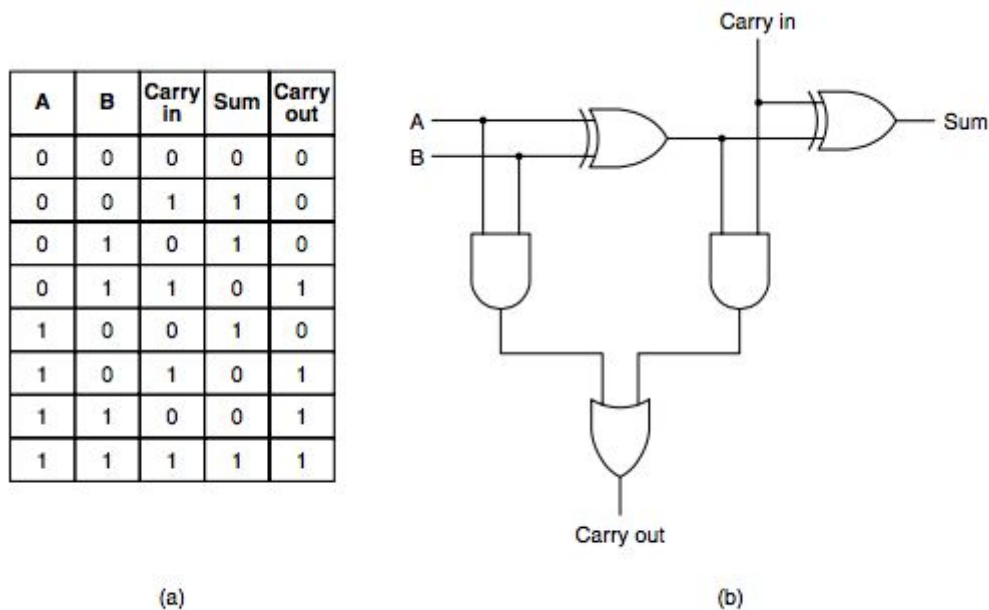 A B Carry in Sum Carry out
0 0 0 0 0
0 0 1 1 0
0 1 0 1 0
0 1 1 0 1
1 0 0 1 0
1 0 1 0 1
1 1 0 0 1
1 1 1 1 1
(a)
Carry in
A
B
Sum
Carry out
(b)